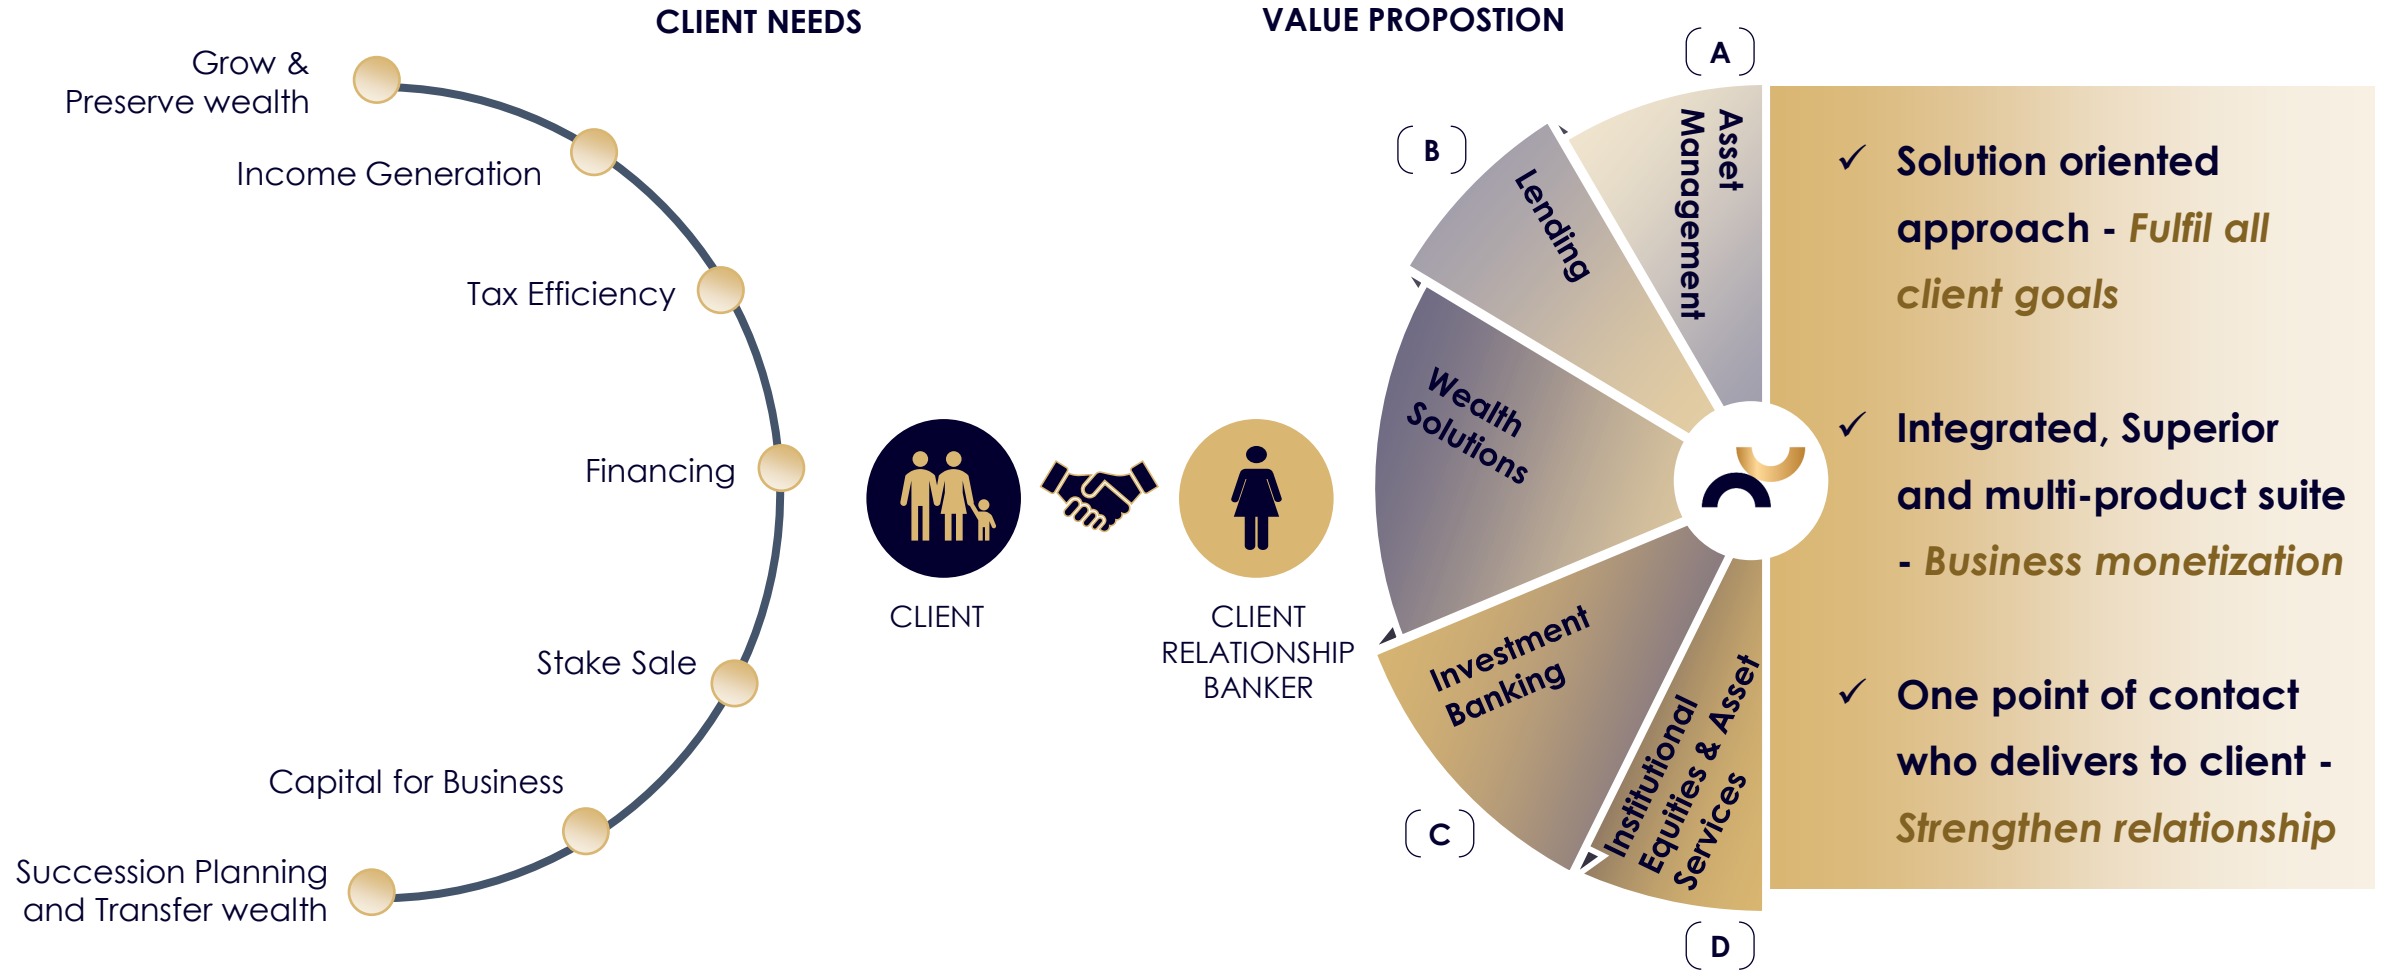 CLIENT NEEDS
Grow &
Preserve wealth
Income Generation
Tax Efficiency
Financing
Stake Sale
Capital for Business
Succession Planning
and Transfer wealth
CLIENT
CLIENT
RELATIONSHIP
BANKER
VALUE PROPOSTION
A
Asset
Management
B
Lending
Wealth
Solutions
Investment
Banking
C
Institutional
Equities & Asset
Services
D
✓ Solution oriented
approach - Fulfil all
client goals
✓ Integrated, Superior
and multi-product suite
- Business monetization
✓ One point of contact
who delivers to client -
Strengthen relationship